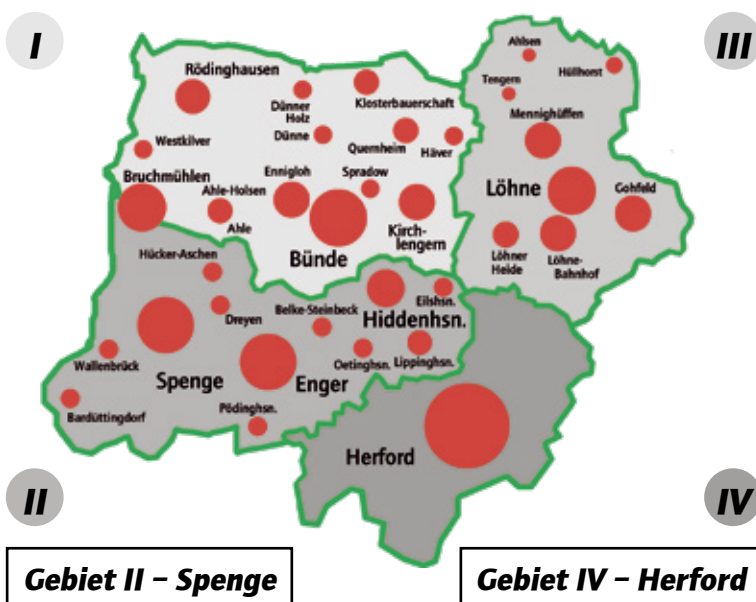 I
III
Rödinghausen
Dünner
Holz
Klosterbauerschaft
Dünne
Quernheim
Häver
Westkilver
Bruchmühlen
Ennigloh
Spradow
Ahle-Holsen
Ahle
Bünde
Kirch-
lengern
Ahlsen
Hüllhorst
Tengern
Mennighüffen
Löhne
Gohfeld
Löhner
Heide
Löhne-
Bahnhof
Hücker-Aschen
Dreyen
Belke-Steinbeck
Eilshsn.
Hiddenhsn.
Wallenbrück
Spenge
Enger
Oetinghsn.
Lippinghsn.
Bardüttingdorf
Pödinghsn.
Herford
II
IV
Gebiet II – Spenge
Gebiet IV – Herford